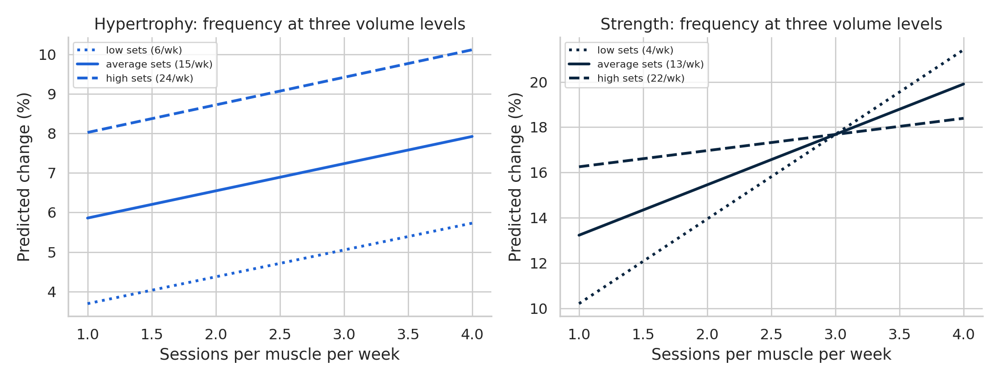 Hypertrophy: frequency at three volume levels
low sets (6/wk)
average sets (15/wk)
high sets (24/wk)
Predicted change (%)
10
9
8
7
6
5
4
1.0 1.5 2.0 2.5 3.0 3.5 4.0
Sessions per muscle per week
Strength: frequency at three volume levels
low sets (4/wk)
average sets (13/wk)
high sets (22/wk)
Predicted change (%)
20
18
16
14
12
10
1.0 1.5 2.0 2.5 3.0 3.5 4.0
Sessions per muscle per week